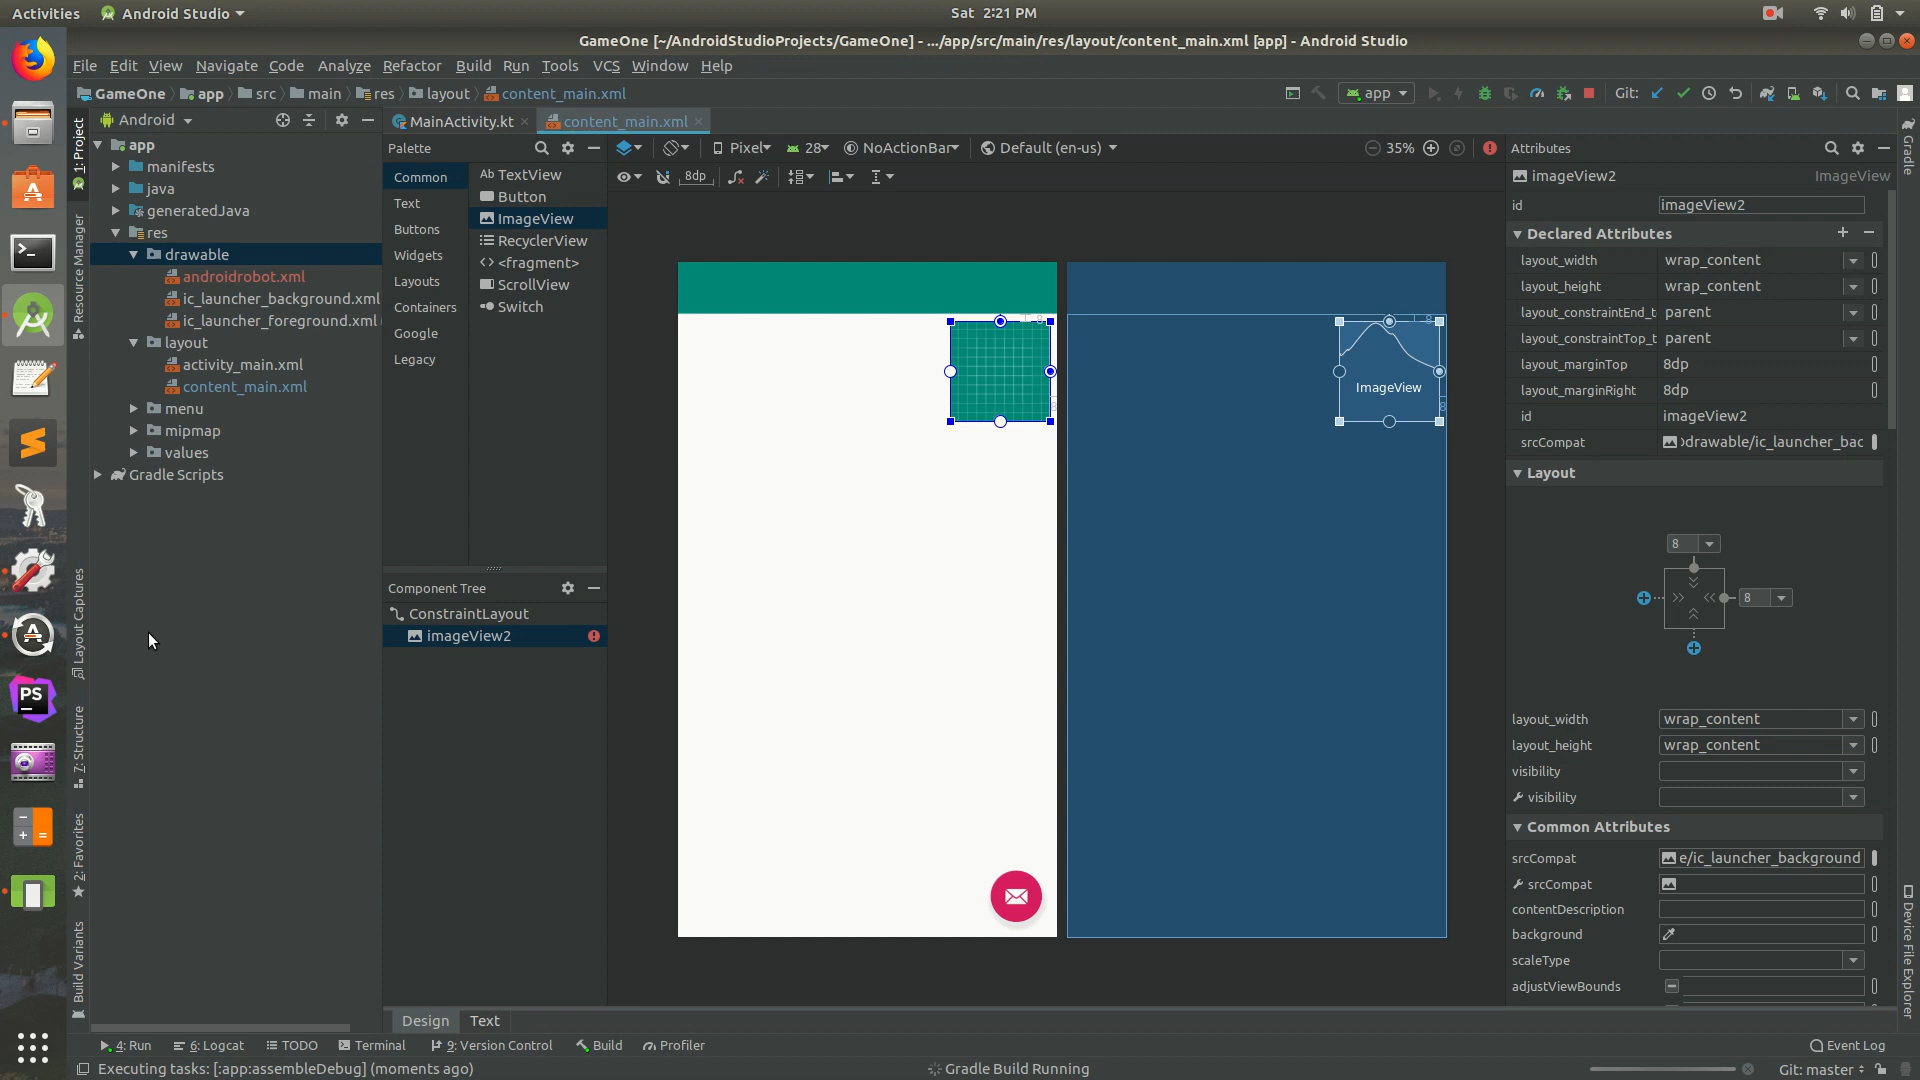 Activities
Android Studio
Sat 2:21 PM
GameOne [~/AndroidStudioProjects/GameOne] - .../app/src/main/res/layout/content_main.xml [app] - Android Studio
File Edit View Navigate Code Analyze Refactor Build Run Tools VCS Window Help
GameOne app src main res layout content_main.xml
app
Git:
Android
MainActivity.kt
content_main.xml
1: Project
Resource Manager
Layout Captures
7: Structure
2: Favorites
Build Variants
app
manifests
java
generatedJava
res
drawable
androidrobot.xml
ic_launcher_background.xml
ic_launcher_foreground.xml
layout
activity_main.xml
content_main.xml
menu
mipmap
values
Gradle Scripts
Palette
Common
Text
Buttons
Widgets
Layouts
Containers
Google
Legacy
Ab TextView
Button
ImageView
RecyclerView
<fragment>
ScrollView
Switch
Component Tree
ConstraintLayout
imageView2
Pixel
28
NoActionBar
Default (en-us)
35%
8dp
8
8
8
8
ImageView
Attributes
imageView2
ImageView
id imageView2
Declared Attributes
layout_width wrap_content
layout_height wrap_content
layout_constraintEnd_t parent
layout_constraintTop_t parent
layout_marginTop 8dp
layout_marginRight 8dp
id imageView2
srcCompat drawable/ic_launcher_bac
Layout
8
8
layout_width wrap_content
layout_height wrap_content
visibility
visibility
Common Attributes
srcCompat e/ic_launcher_background
srcCompat
contentDescription
background
scaleType
adjustViewBounds
Gradle
Device File Explorer
Design Text
4: Run
6: Logcat
TODO
Terminal
9: Version Control
Build
Profiler
Event Log
Executing tasks: [:app:assembleDebug] (moments ago)
Gradle Build Running
Git: master
PS